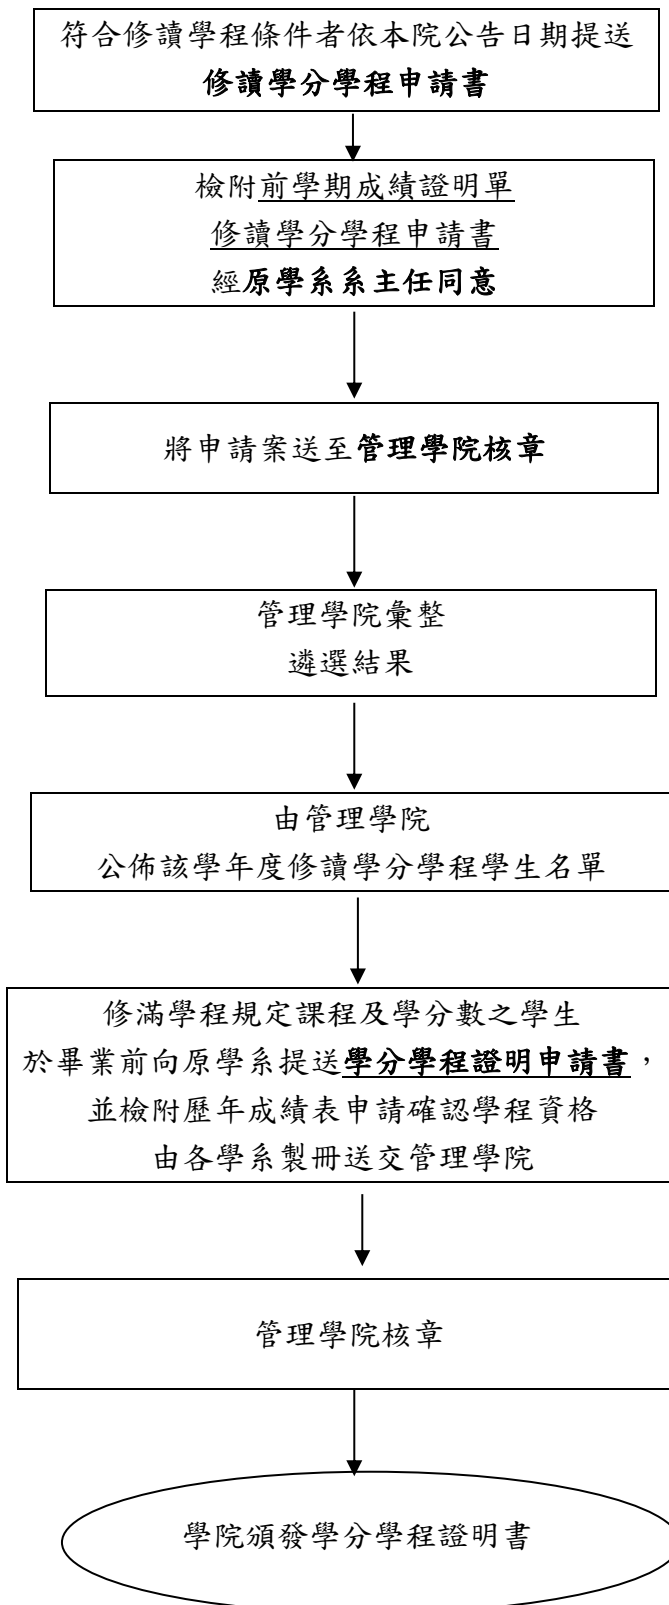 符合修讀學程條件者依本院公告日期提送
修讀學分學程申請書
檢附前學期成績證明單
修讀學分學程申請書
經原學系系主任同意
將申請案送至管理學院核章
管理學院彙整
遴選結果
由管理學院
公佈該學年度修讀學分學程學生名單
修滿學程規定課程及學分數之學生
於畢業前向原學系提送學分學程證明申請書，
並檢附歷年成績表申請確認學程資格
由各學系製冊送交管理學院
管理學院核章
學院頒發學分學程證明書